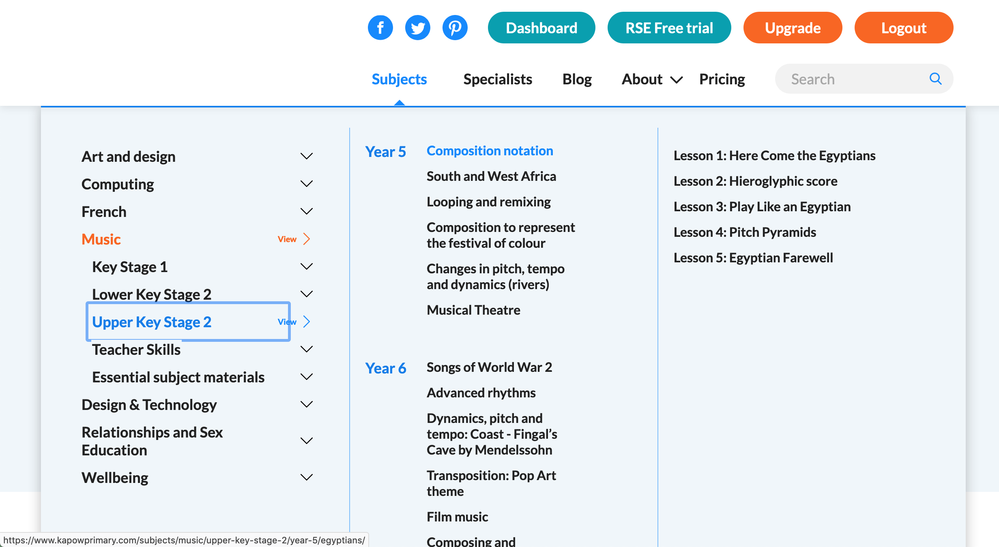 Dashboard
RSE Free trial
Upgrade
Logout
Subjects
Specialists
Blog
About
Pricing
Search
Art and design
Computing
French
Music
View
Key Stage 1
Lower Key Stage 2
Upper Key Stage 2
View
Teacher Skills
Essential subject materials
Design & Technology
Relationships and Sex
Education
Wellbeing
Year 5
Composition notation
South and West Africa
Looping and remixing
Composition to represent
the festival of colour
Changes in pitch, tempo
and dynamics (rivers)
Musical Theatre
Year 6
Songs of World War 2
Advanced rhythms
Dynamics, pitch and
tempo: Coast - Fingal’s
Cave by Mendelssohn
Transposition: Pop Art
theme
Film music
Composing and
Lesson 1: Here Come the Egyptians
Lesson 2: Hieroglyphic score
Lesson 3: Play Like an Egyptian
Lesson 4: Pitch Pyramids
Lesson 5: Egyptian Farewell
https://www.kapowprimary.com/subjects/music/upper-key-stage-2/year-5/egyptians/